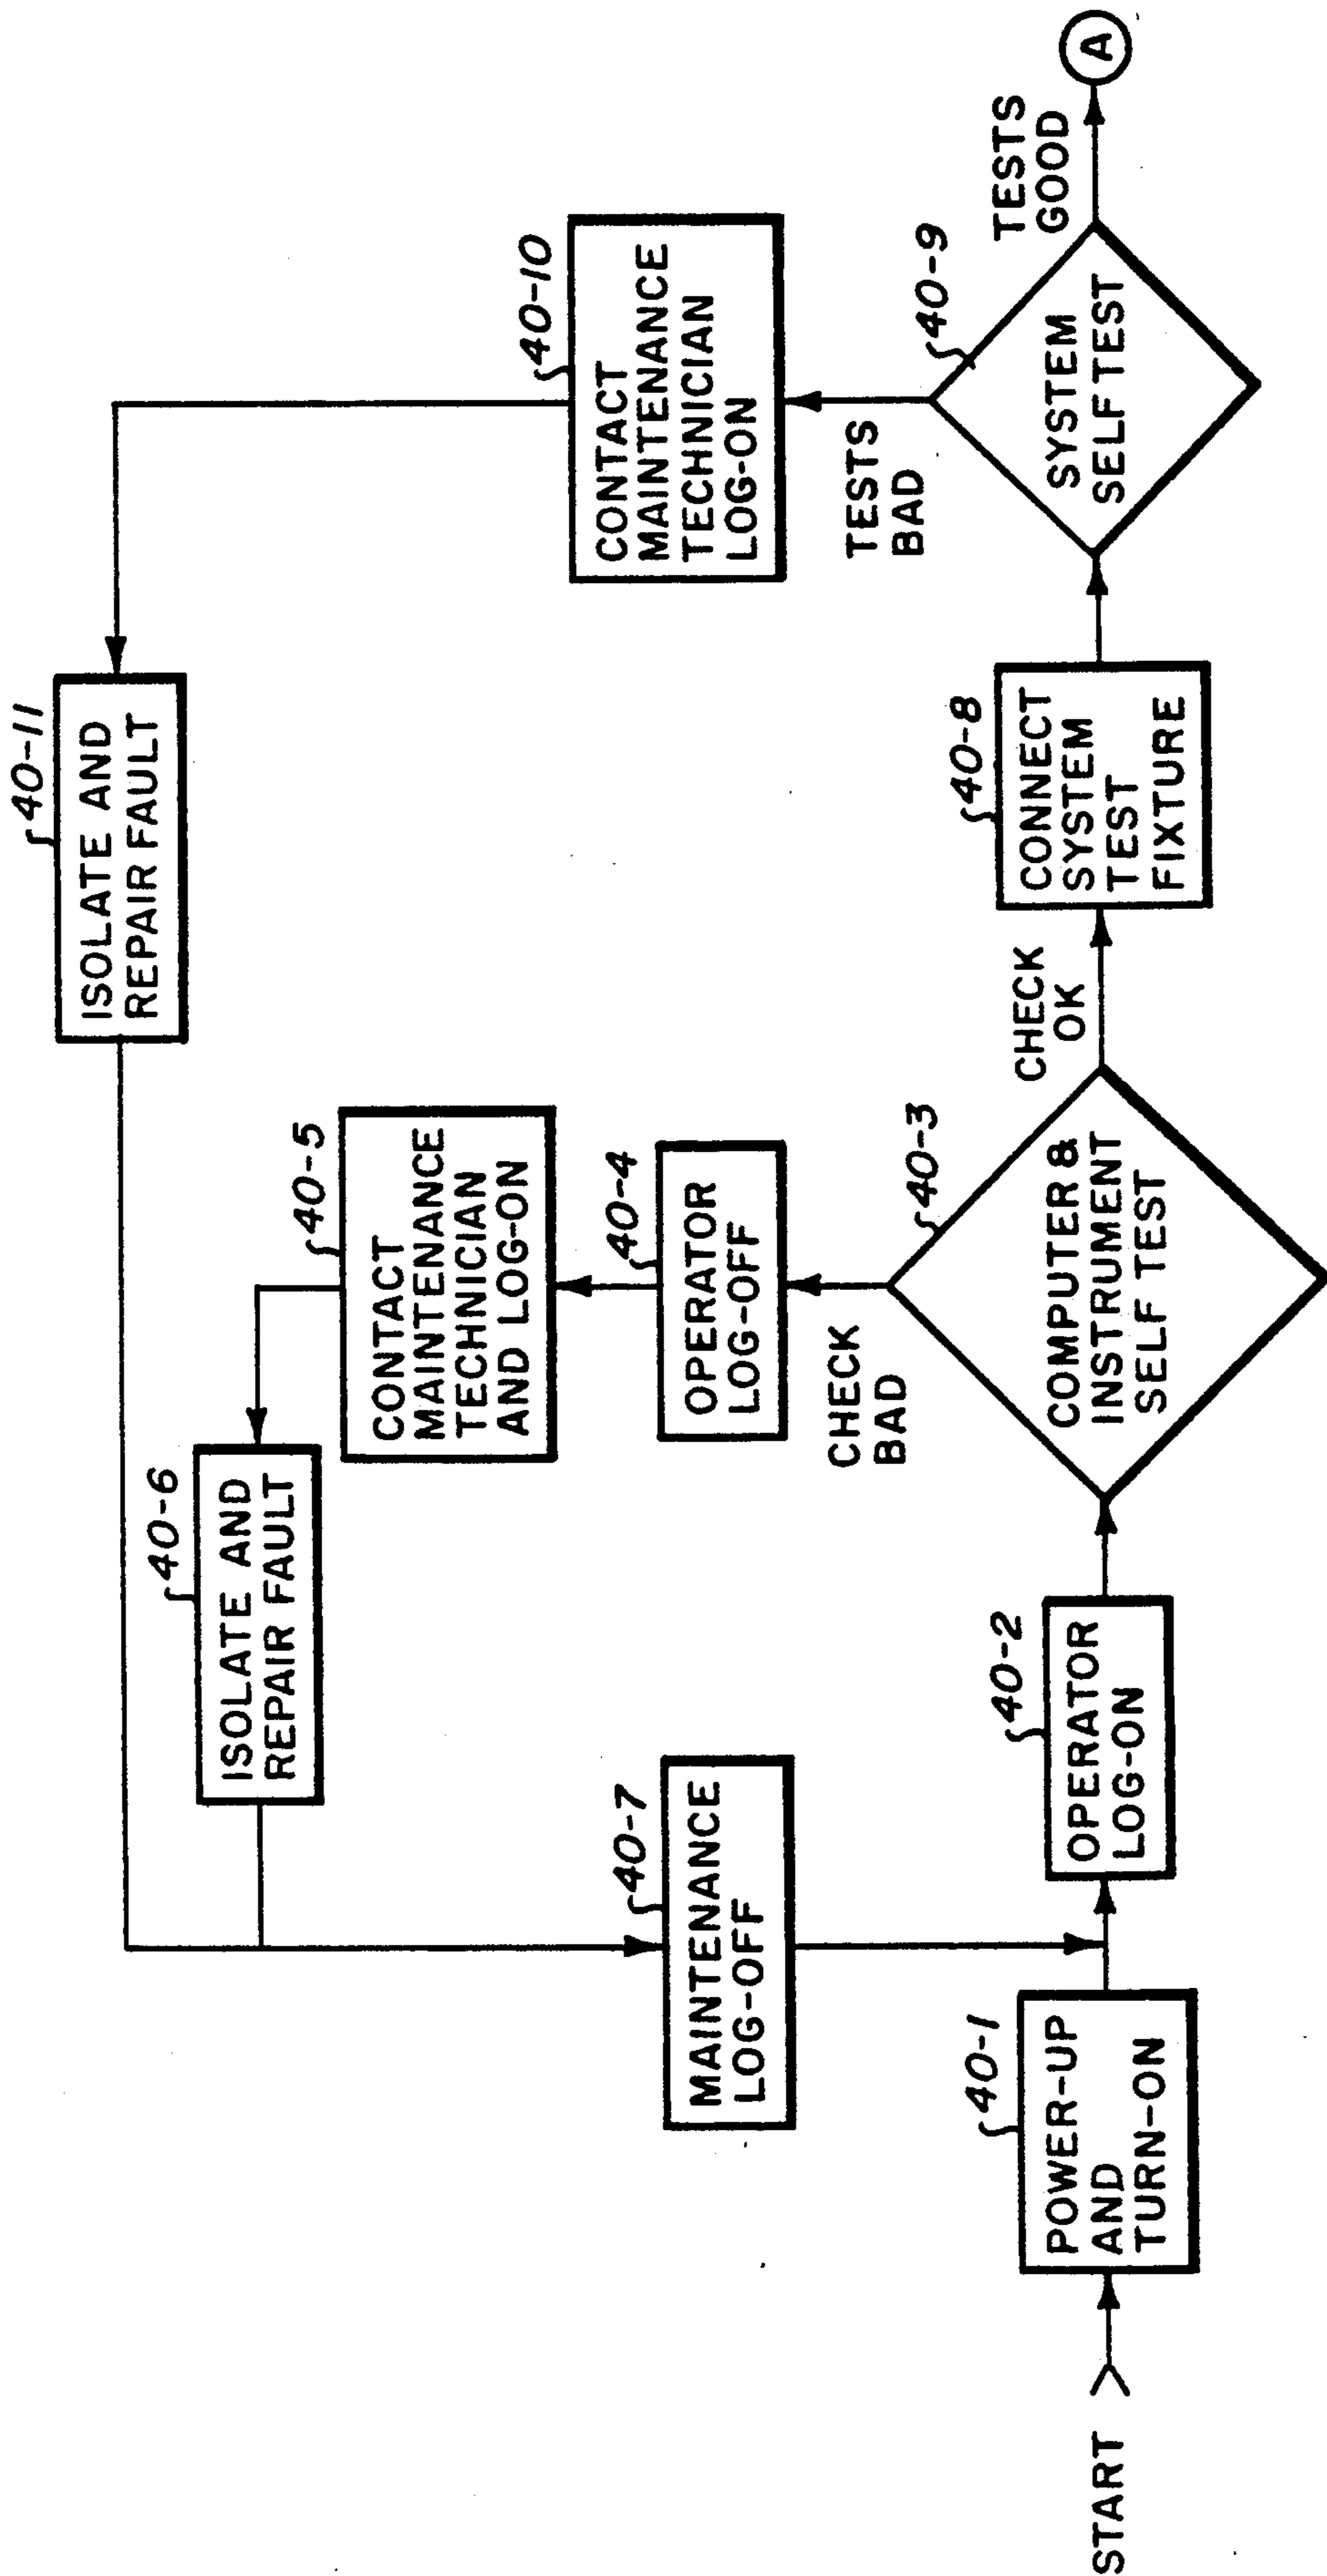 40-11
ISOLATE AND
REPAIR FAULT
40-6
ISOLATE AND
REPAIR FAULT
40-5
CONTACT
MAINTENANCE
TECHNICIAN
AND LOG-ON
40-10
CONTACT
MAINTENANCE
TECHNICIAN
LOG-ON
40-7
MAINTENANCE
LOG-OFF
40-4
OPERATOR
LOG-OFF
CHECK
BAD
TESTS
BAD
START
40-1
POWER-UP
AND
TURN-ON
40-2
OPERATOR
LOG-ON
40-3
COMPUTER &
INSTRUMENT
SELF TEST
CHECK
OK
40-8
CONNECT
SYSTEM
TEST
FIXTURE
40-9
SYSTEM
SELF TEST
TESTS
GOOD
A